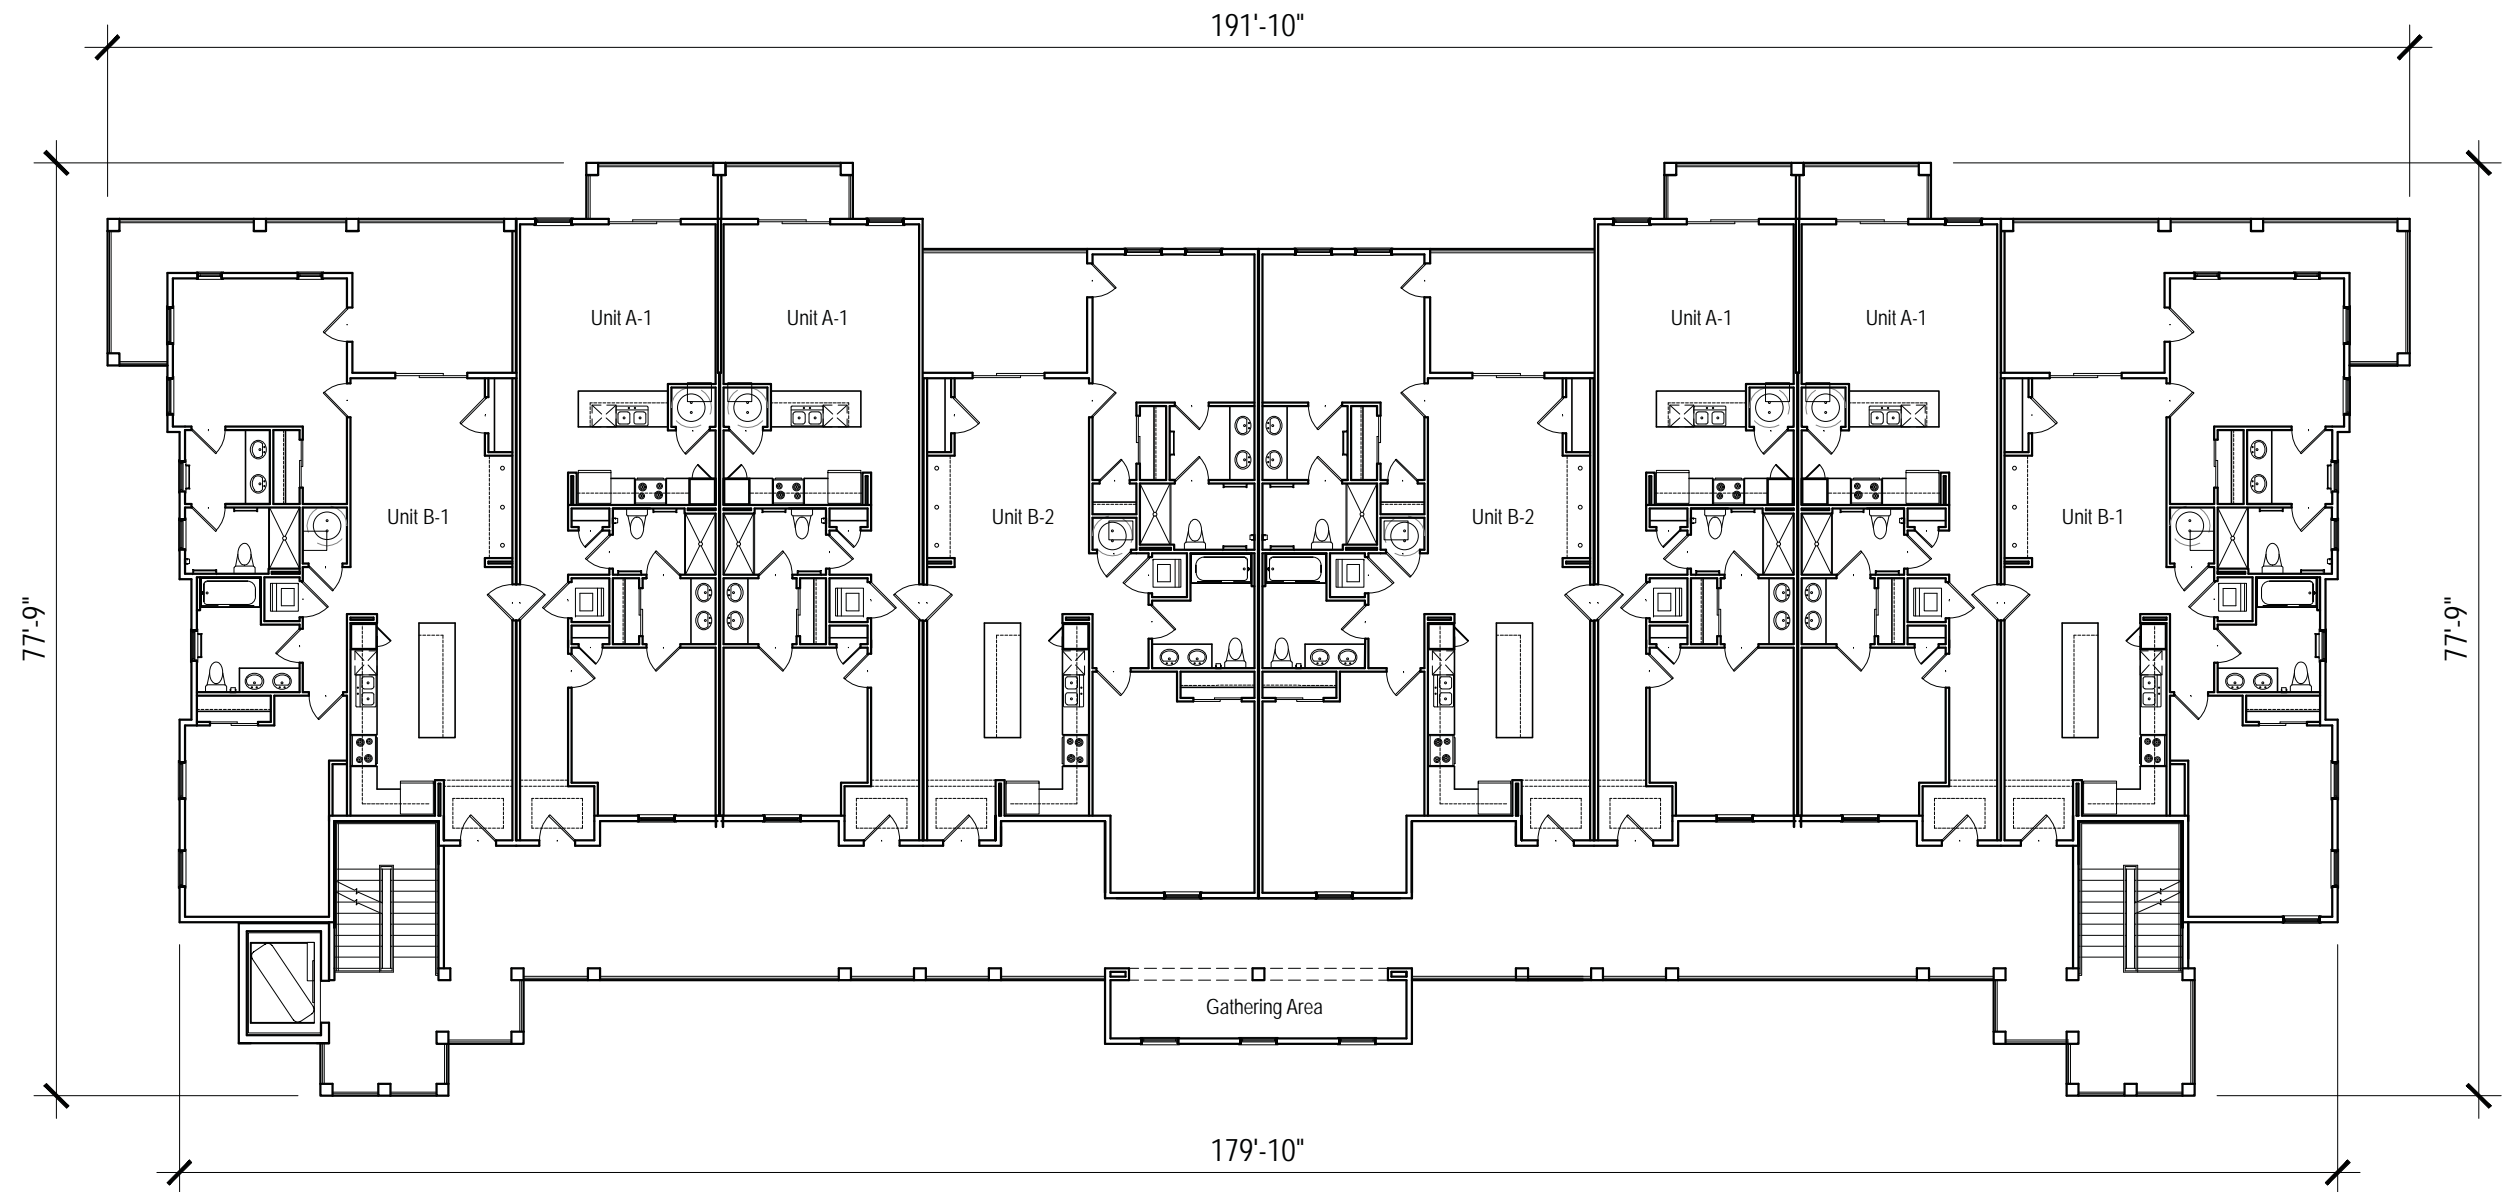 191'-10"
Unit A-1
Unit A-1
Unit A-1
Unit A-1
Unit B-1
Unit B-2
Unit B-2
Unit B-1
77'-9"
77'-9"
Gathering Area
179'-10"